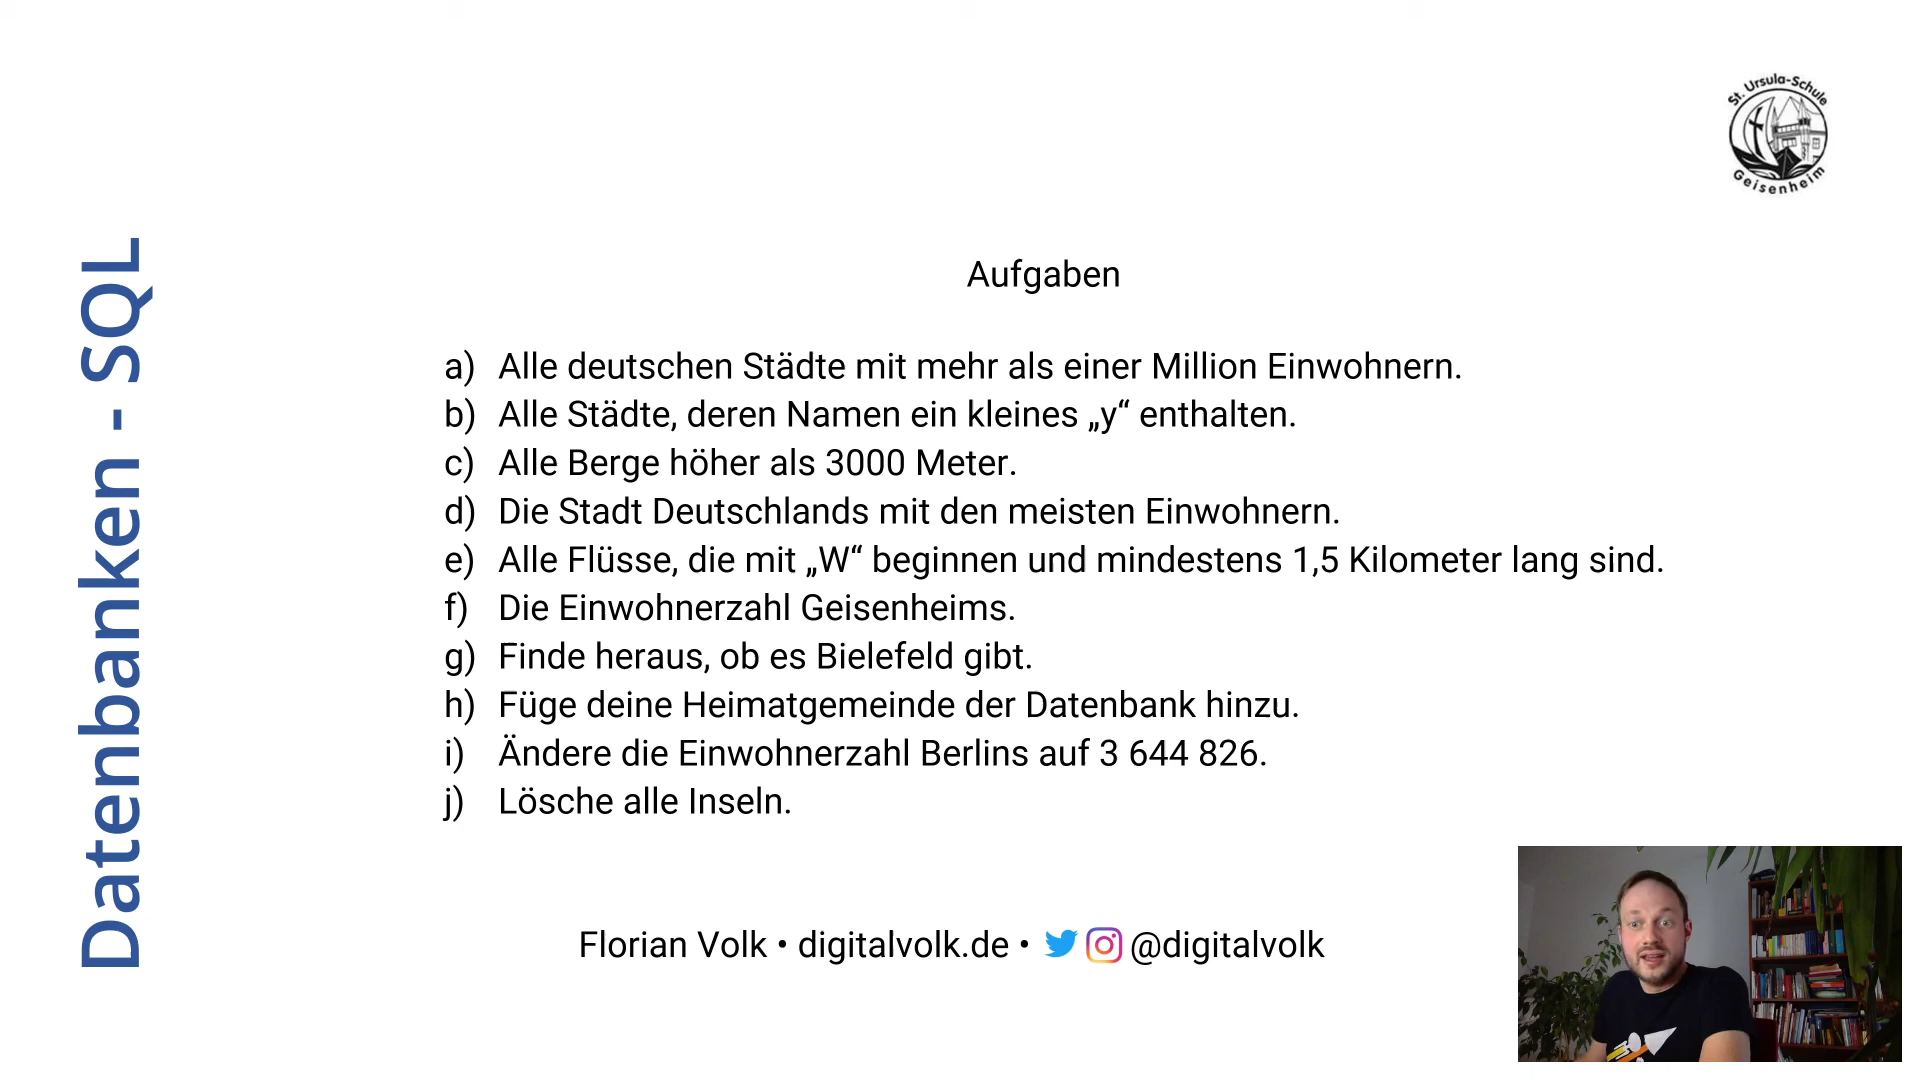 St. Ursula-Schule
Geisenheim
Datenbanken - SQL
Aufgaben
a) Alle deutschen Städte mit mehr als einer Million Einwohnern.
b) Alle Städte, deren Namen ein kleines „y“ enthalten.
c) Alle Berge höher als 3000 Meter.
d) Die Stadt Deutschlands mit den meisten Einwohnern.
e) Alle Flüsse, die mit „W“ beginnen und mindestens 1,5 Kilometer lang sind.
f) Die Einwohnerzahl Geisenheims.
g) Finde heraus, ob es Bielefeld gibt.
h) Füge deine Heimatgemeinde der Datenbank hinzu.
i) Ändere die Einwohnerzahl Berlins auf 3 644 826.
j) Lösche alle Inseln.
Florian Volk • digitalvolk.de • @digitalvolk